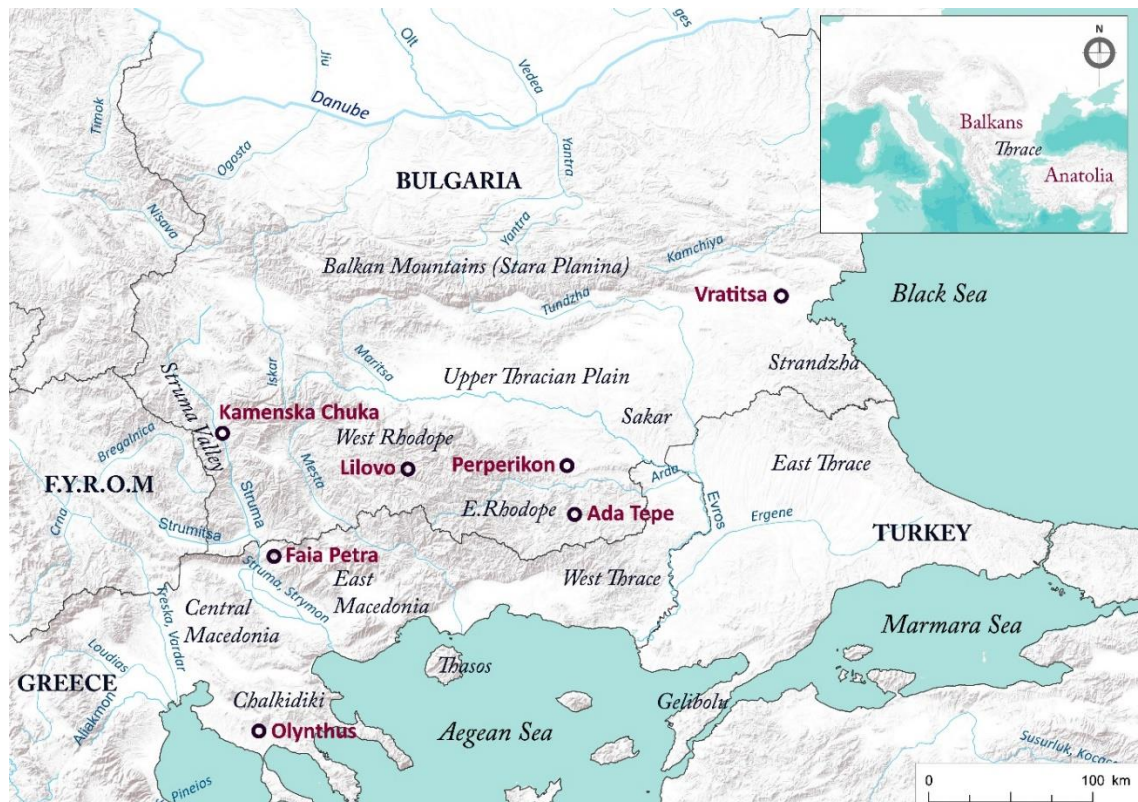 Jiu
Olt
Vedea
ges
N
Timok
Danube
Balkans
Thrace
Anatolia
Ogosta
Yantra
BULGARIA
Nisava
Yantra
Kamchiya
Balkan Mountains (Stara Planina)
Vratitsa
Black Sea
Tundzha
Iskar
Maritsa
Strandzha
Upper Thracian Plain
Struma Valley
Kamenska Chuka
Sakar
West Rhodope
Bregalnica
Lilovo
Perperikon
East Thrace
Mesta
Arda
F.Y.R.O.M
Struma
E.Rhodope
Ada Tepe
Evros
Ergene
Crna
Strumitsa
TURKEY
Faia Petra
East
Macedonia
West Thrace
Struma, Strymon
Central
Macedonia
Treska, Vardar
Marmara Sea
Loudias
Thasos
GREECE
Aliakmon
Chalkidiki
Gelibolu
Olynthus
Aegean Sea
Susurluk, Kocas
Pineios
0 100 km